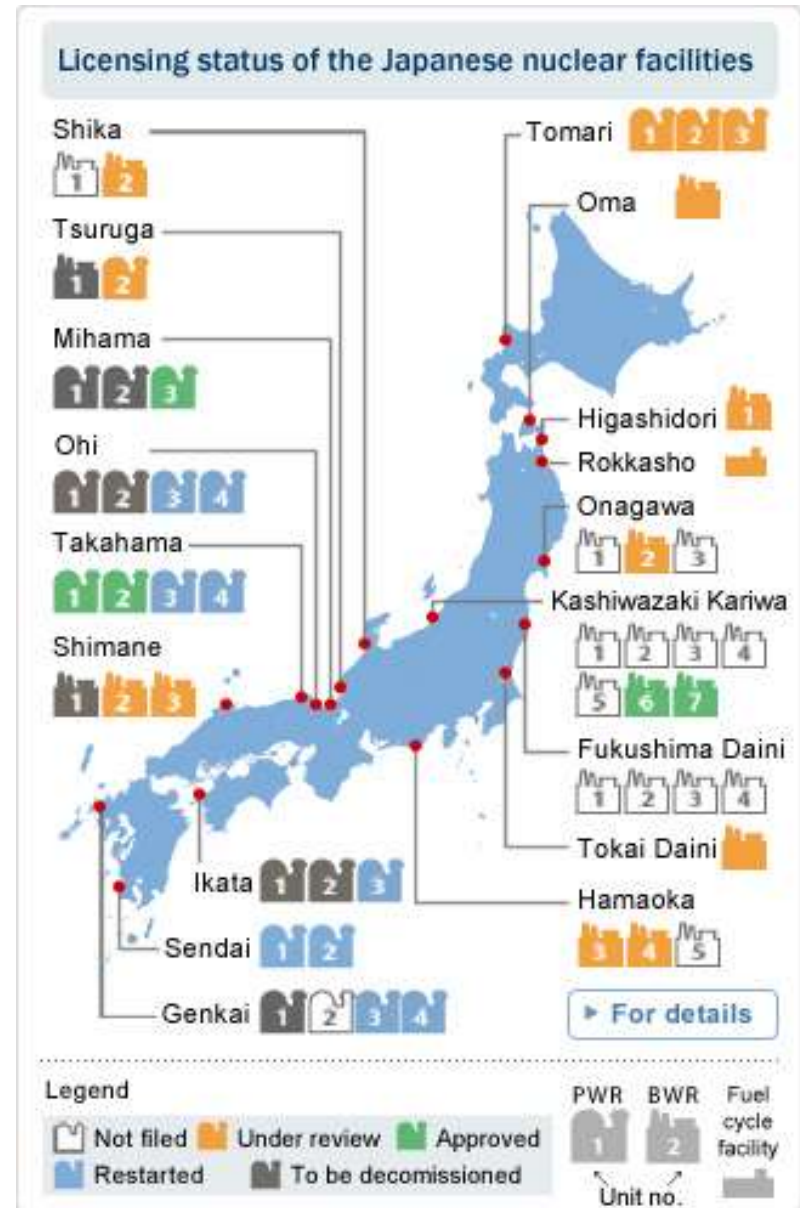 Licensing status of the Japanese nuclear facilities
Shika
1 2
Tsuruga
1 2
Mihama
1 2 3
Ohi
1 2 3 4
Takahama
1 2 3 4
Shimane
1 2 3
Tomari 1 2 3
Oma
Higashidori 1
Rokkasho
Onagawa
1 2 3
Kashiwazaki Kariwa
1 2 3 4
5 6 7
Fukushima Daini
1 2 3 4
Tokai Daini
Hamaoka
3 4 5
Ikata 1 2 3
Sendai 1 2
Genkai 1 2 3 4
For details
Legend
Not filed Under review Approved
Restarted To be decomissioned
PWR BWR Fuel
cycle
facility
1 2
Unit no.